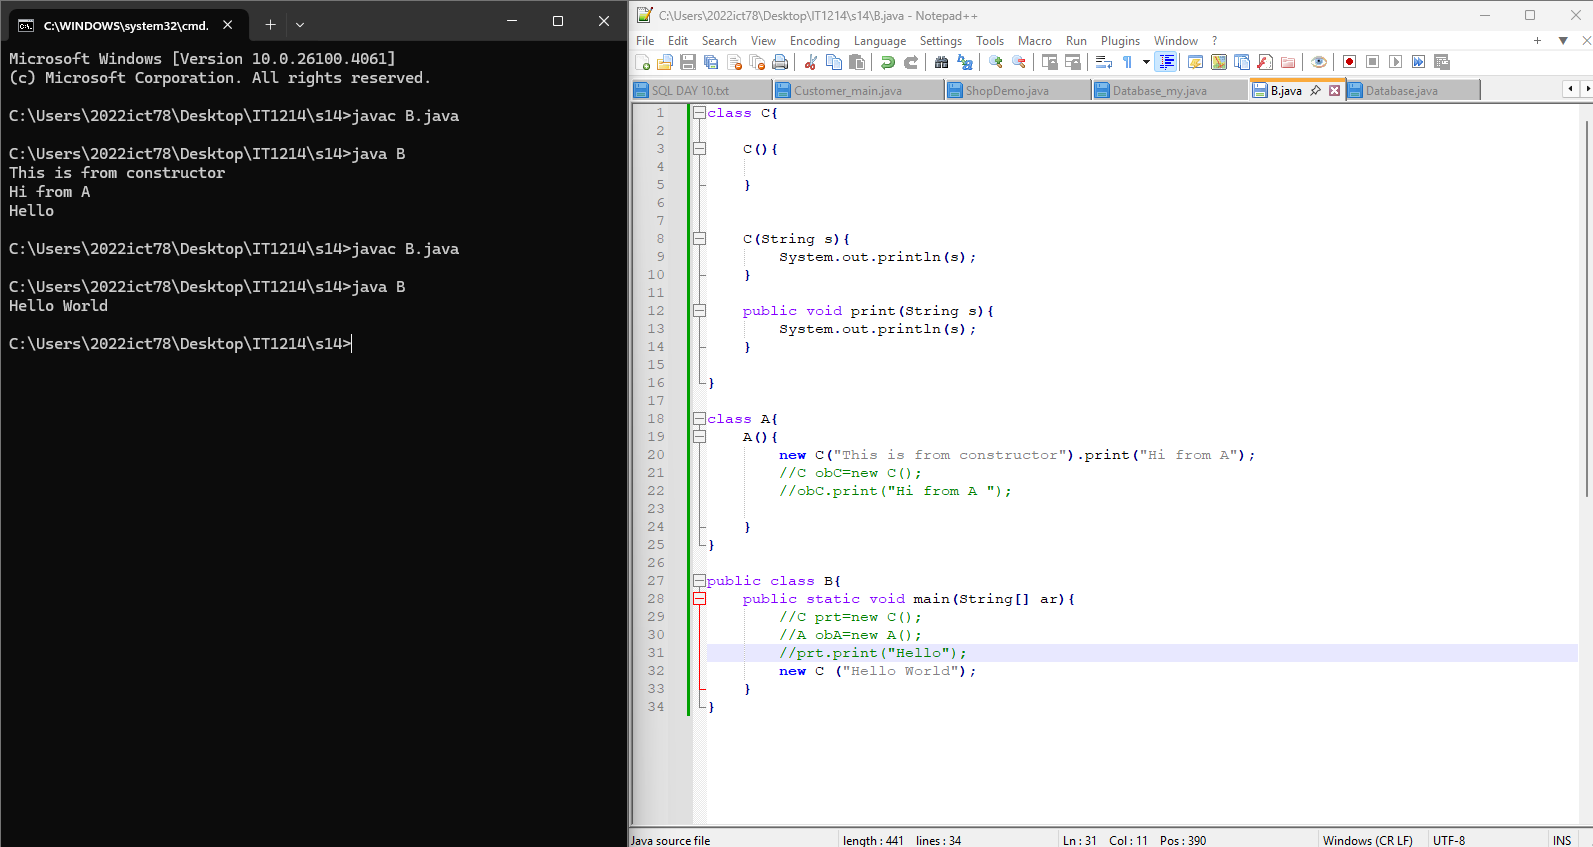 C:\WINDOWS\system32\cmd.
Microsoft Windows [Version 10.0.26100.4061]
(c) Microsoft Corporation. All rights reserved.
C:\Users\2022ict78\Desktop\IT1214\s14>javac B.java
C:\Users\2022ict78\Desktop\IT1214\s14>java B
This is from constructor
Hi from A
Hello
C:\Users\2022ict78\Desktop\IT1214\s14>javac B.java
C:\Users\2022ict78\Desktop\IT1214\s14>java B
Hello World
C:\Users\2022ict78\Desktop\IT1214\s14>
C:\Users\2022ict78\Desktop\IT1214\s14\B.java - Notepad++
File Edit Search View Encoding Language Settings Tools Macro Run Plugins Window ?
SQL DAY 10.txt Customer_main.java ShopDemo.java Database_my.java B.java Database.java
1 class C{
2
3 C(){
4
5 }
6
7
8 C(String s){
9 System.out.println(s);
10 }
11
12 public void print(String s){
13 System.out.println(s);
14 }
15
16 }
17
18 class A{
19 A(){
20 new C("This is from constructor").print("Hi from A");
21 //C obC=new C();
22 //obC.print("Hi from A ");
23
24 }
25 }
26
27 public class B{
28 public static void main(String[] ar){
29 //C prt=new C();
30 //A obA=new A();
31 //prt.print("Hello");
32 new C ("Hello World");
33 }
34 }
Java source file length : 441 lines : 34 Ln : 31 Col : 11 Pos : 390 Windows (CR LF) UTF-8 INS